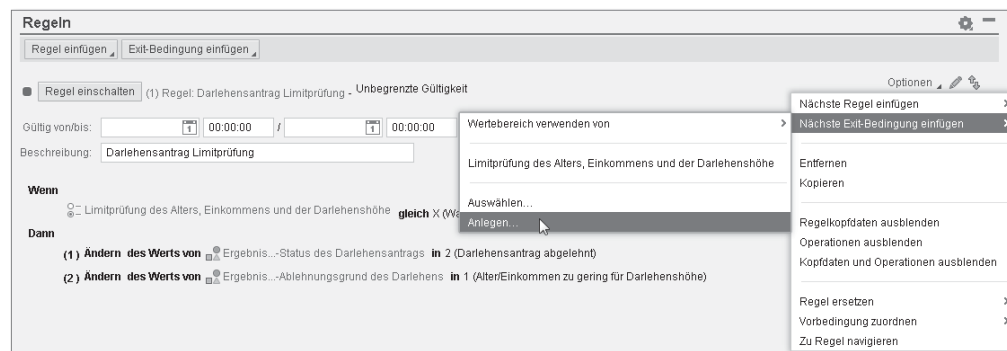 Regeln
Regel einfügen Exit-Bedingung einfügen
Regel einschalten (1) Regel: Darlehensantrag Limitprüfung - Unbegrenzte Gültigkeit Optionen
Gültig von/bis: 1 00:00:00 / 1 00:00:00
Beschreibung: Darlehensantrag Limitprüfung
Wenn
Limitprüfung des Alters, Einkommens und der Darlehenshöhe gleich X
Dann
(1) Ändern des Werts von Ergebnis...-Status des Darlehensantrags in 2 (Darlehensantrag abgelehnt)
(2) Ändern des Werts von Ergebnis...-Ablehnungsgrund des Darlehens in 1 (Alter/Einkommen zu gering für Darlehenshöhe)
Wertebereich verwenden von
Limitprüfung des Alters, Einkommens und der Darlehenshöhe
Auswählen...
Anlegen...
Nächste Regel einfügen
Nächste Exit-Bedingung einfügen
Entfernen
Kopieren
Regelkopfdaten ausblenden
Operationen ausblenden
Kopfdaten und Operationen ausblenden
Regel ersetzen
Vorbedingung zuordnen
Zu Regel navigieren